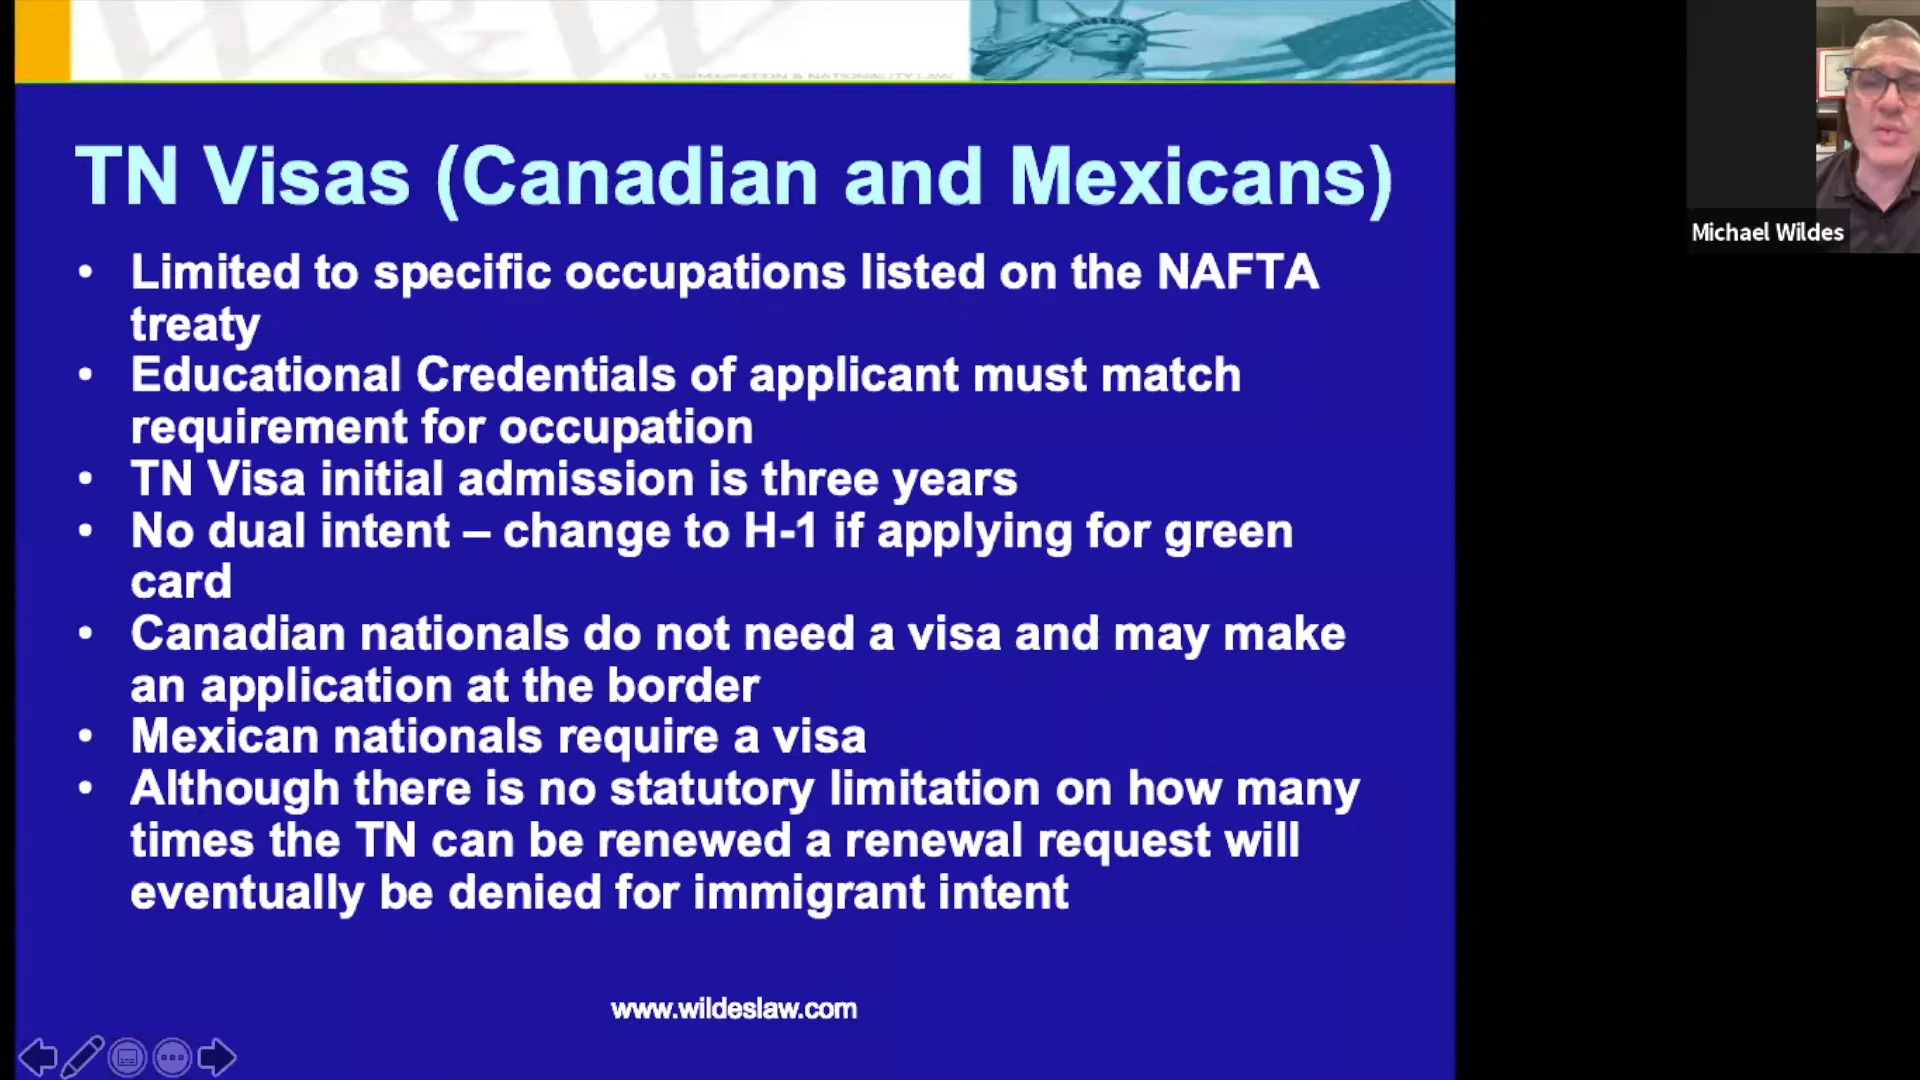 W&W
U.S. IMMIGRATION & NATIONALITY LAW
TN Visas (Canadian and Mexicans)
• Limited to specific occupations listed on the NAFTA
treaty
• Educational Credentials of applicant must match
requirement for occupation
• TN Visa initial admission is three years
• No dual intent – change to H-1 if applying for green
card
• Canadian nationals do not need a visa and may make
an application at the border
• Mexican nationals require a visa
• Although there is no statutory limitation on how many
times the TN can be renewed a renewal request will
eventually be denied for immigrant intent
www.wildeslaw.com
Michael Wildes